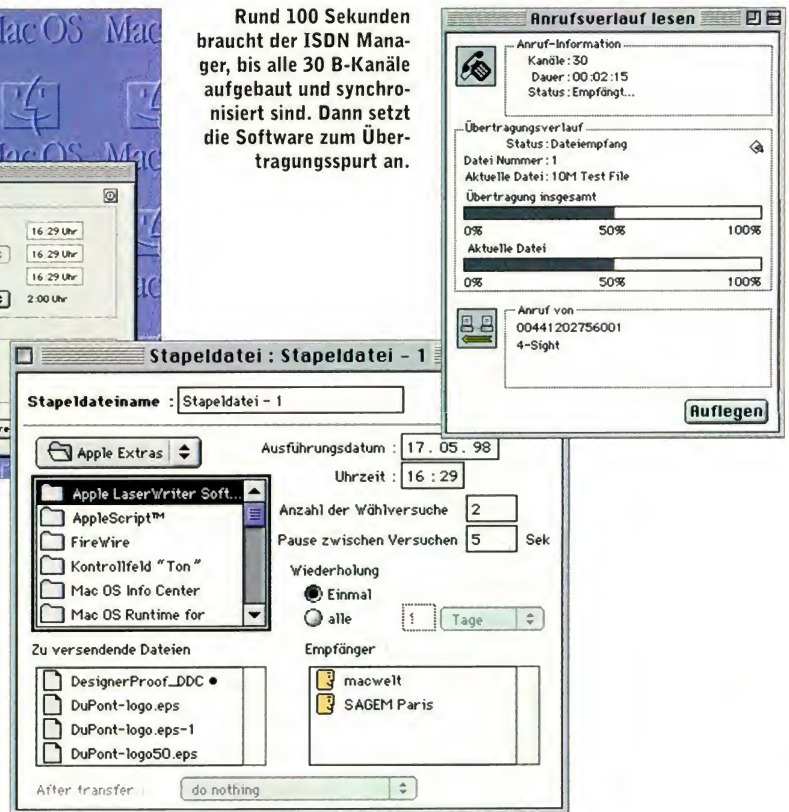 Mac OS Mac
Mac OS Mac
16:29 Uhr
16:29 Uhr
16:29 Uhr
2:00 Uhr
Rund 100 Sekunden
braucht der ISDN Mana-
ger, bis alle 30 B-Kanäle
aufgebaut und synchro-
nisiert sind. Dann setzt
die Software zum Über-
tragungsspurt an.
Anrufsverlauf lesen
Anruf-Information
Kanäle : 30
Dauer : 00:02:15
Status : Empfängt...
Übertragungsverlauf
Status : Dateiempfang
Datei Nummer : 1
Aktuelle Datei : 10M Test File
Übertragung insgesamt
0% 50% 100%
Aktuelle Datei
0% 50% 100%
Anruf von
00441202756001
4-Sight
Auflegen
Stapeldatei : Stapeldatei - 1
Stapeldateiname : Stapeldatei - 1
Apple Extras
Apple LaserWriter Soft...
AppleScript™
FireWire
Kontrollfeld "Ton"
Mac OS Info Center
Mac OS Runtime for
Ausführungsdatum : 17. 05. 98
Uhrzeit : 16 : 29
Anzahl der Wählversuche 2
Pause zwischen Versuchen 5 Sek
Wiederholung
Einmal
alle 1 Tage
Zu versendende Dateien
DesignerProof_DDC •
DuPont-logo.eps
DuPont-logo.eps-1
DuPont-logo50.eps
Empfänger
macwelt
SAGEM Paris
After transfer : do nothing